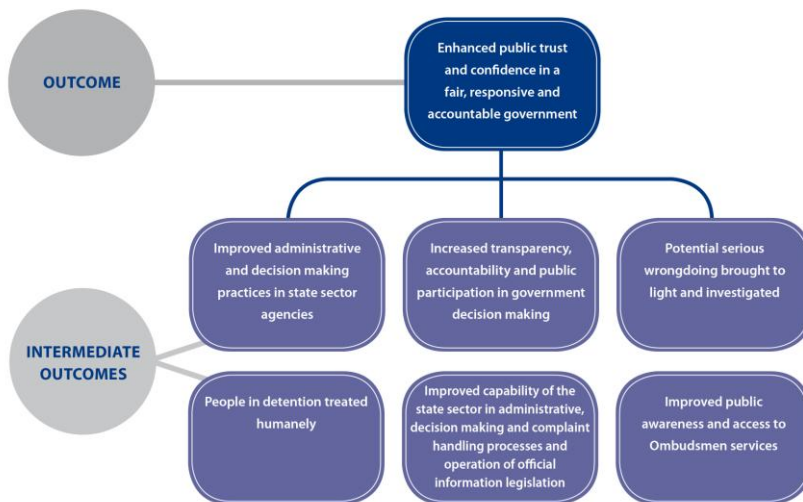 OUTCOME
Enhanced public trust
and confidence in a
fair, responsive and
accountable government
Improved administrative
and decision making
practices in state sector
agencies
Increased transparency,
accountability and public
participation in government
decision making
Potential serious
wrongdoing brought to
light and investigated
INTERMEDIATE
OUTCOMES
People in detention treated
humanely
Improved capability of the
state sector in administrative,
decision making and complaint
handling processes and
operation of official
information legislation
Improved public
awareness and access to
Ombudsmen services